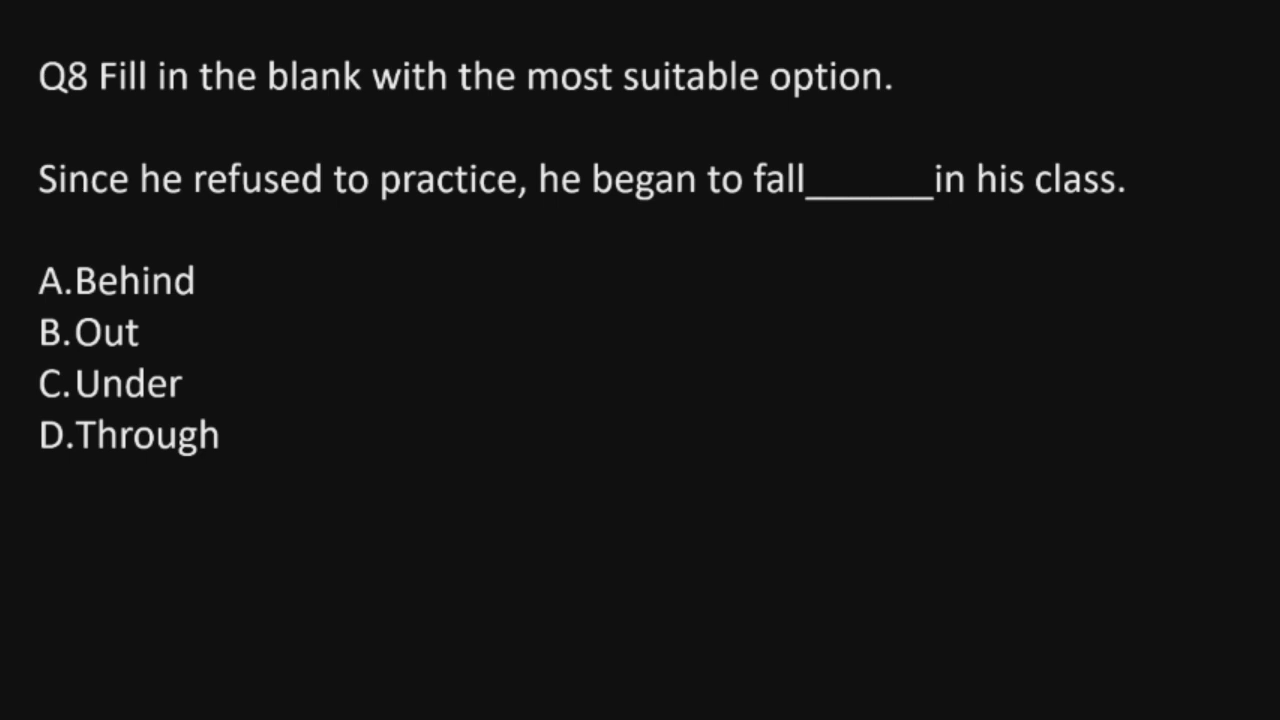 Q8 Fill in the blank with the most suitable option.
Since he refused to practice, he began to fall______in his class.
A.Behind
B.Out
C.Under
D.Through